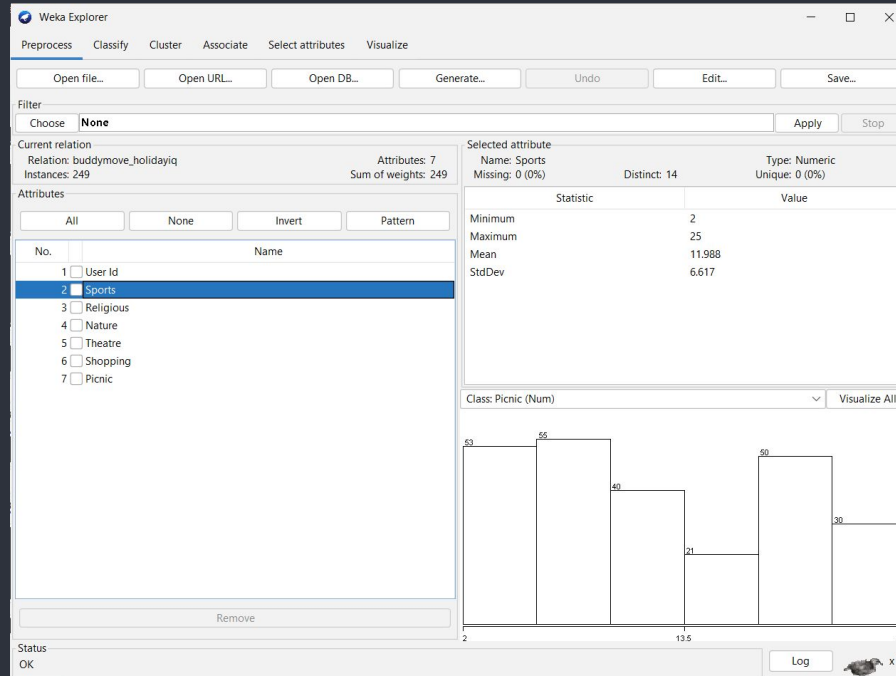 Weka Explorer
Preprocess Classify Cluster Associate Select attributes Visualize
Open file... Open URL... Open DB... Generate... Undo Edit... Save...
Filter
Choose None Apply Stop
Current relation
Relation: buddymove_holidayiq Attributes: 7
Instances: 249 Sum of weights: 249
Attributes
All None Invert Pattern
No. Name
1 User Id
2 Sports
3 Religious
4 Nature
5 Theatre
6 Shopping
7 Picnic
Remove
Selected attribute
Name: Sports Type: Numeric
Missing: 0 (0%) Distinct: 14 Unique: 0 (0%)
Statistic Value
Minimum 2
Maximum 25
Mean 11.988
StdDev 6.617
Class: Picnic (Num) Visualize All
53 55 40 21 50 30
2 13.5
Status
OK
Log x